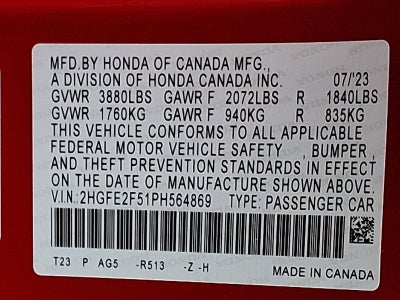 MFD.BY HONDA OF CANADA MFG.,
A DIVISION OF HONDA CANADA INC. 07/'23
GVWR 3880LBS GAWR F 2072LBS R 1840LBS
GVWR 1760KG GAWR F 940KG R 835KG
THIS VEHICLE CONFORMS TO ALL APPLICABLE
FEDERAL MOTOR VEHICLE SAFETY , BUMPER ,
AND THEFT PREVENTION STANDARDS IN EFFECT
ON THE DATE OF MANUFACTURE SHOWN ABOVE.
V.I.N:2HGFE2F51PH564869 TYPE: PASSENGER CAR
T23 P AG5 -R513 -Z -H
MADE IN CANADA